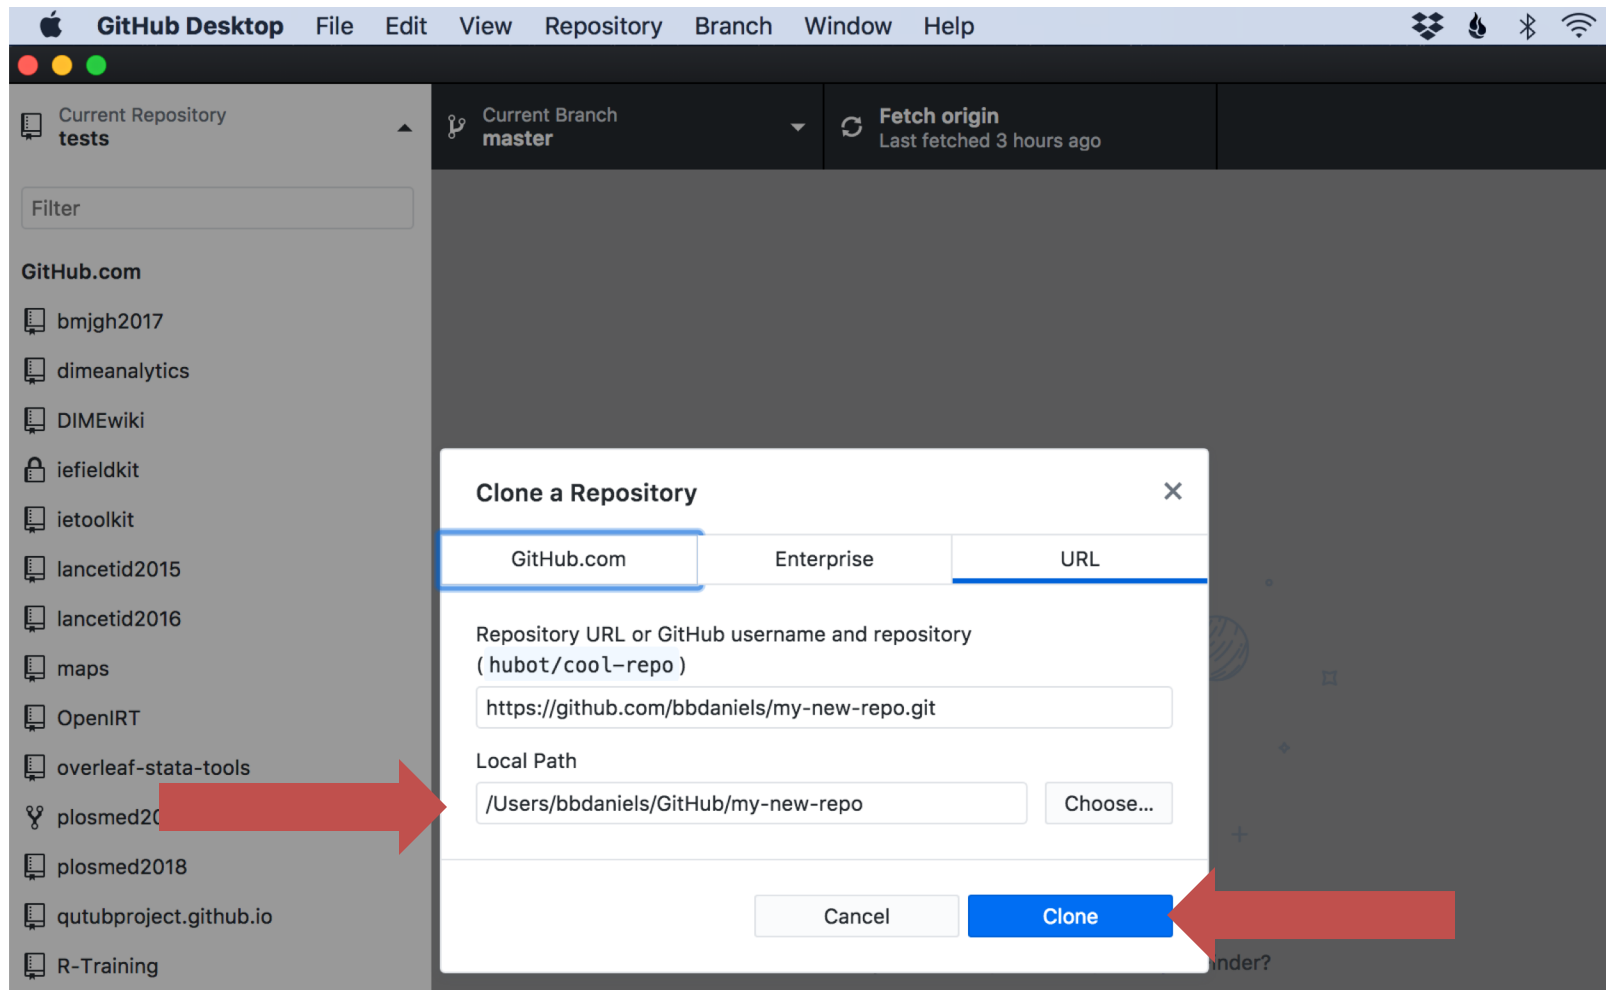 GitHub Desktop File Edit View Repository Branch Window Help
Current Repository
tests
Current Branch
master
Fetch origin
Last fetched 3 hours ago
Filter
GitHub.com
bmjgh2017
dimeanalytics
DIMEwiki
iefieldkit
ietoolkit
lancetid2015
lancetid2016
maps
OpenIRT
overleaf-stata-tools
plosmed2018
qutubproject.github.io
R-Training
Clone a Repository
GitHub.com Enterprise URL
Repository URL or GitHub username and repository
(hubot/cool-repo)
https://github.com/bbdaniels/my-new-repo.git
Local Path
/Users/bbdaniels/GitHub/my-new-repo Choose...
Cancel Clone